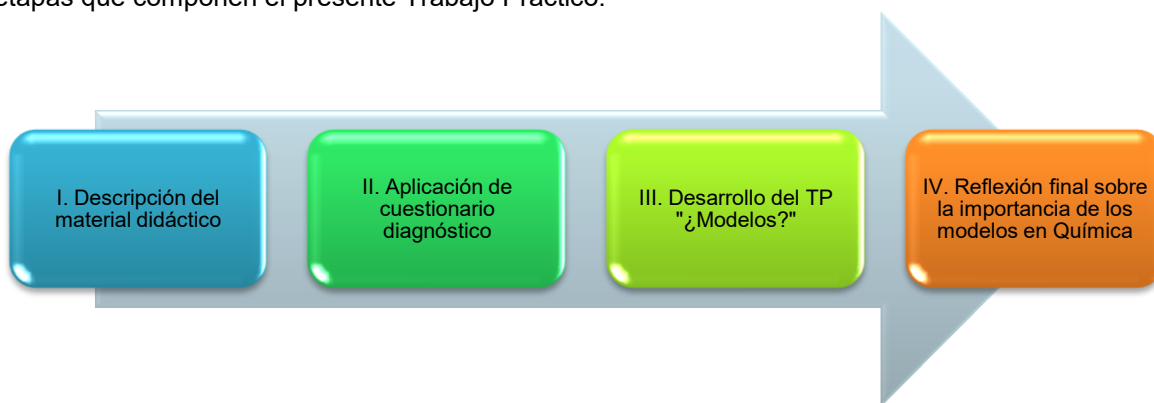 etapas que componen el presente Trabajo Práctico.
I. Descripción del
material didáctico
II. Aplicación de
cuestionario
diagnóstico
III. Desarrollo del TP
"¿Modelos?"
IV. Reflexión final sobre
la importancia de los
modelos en Química